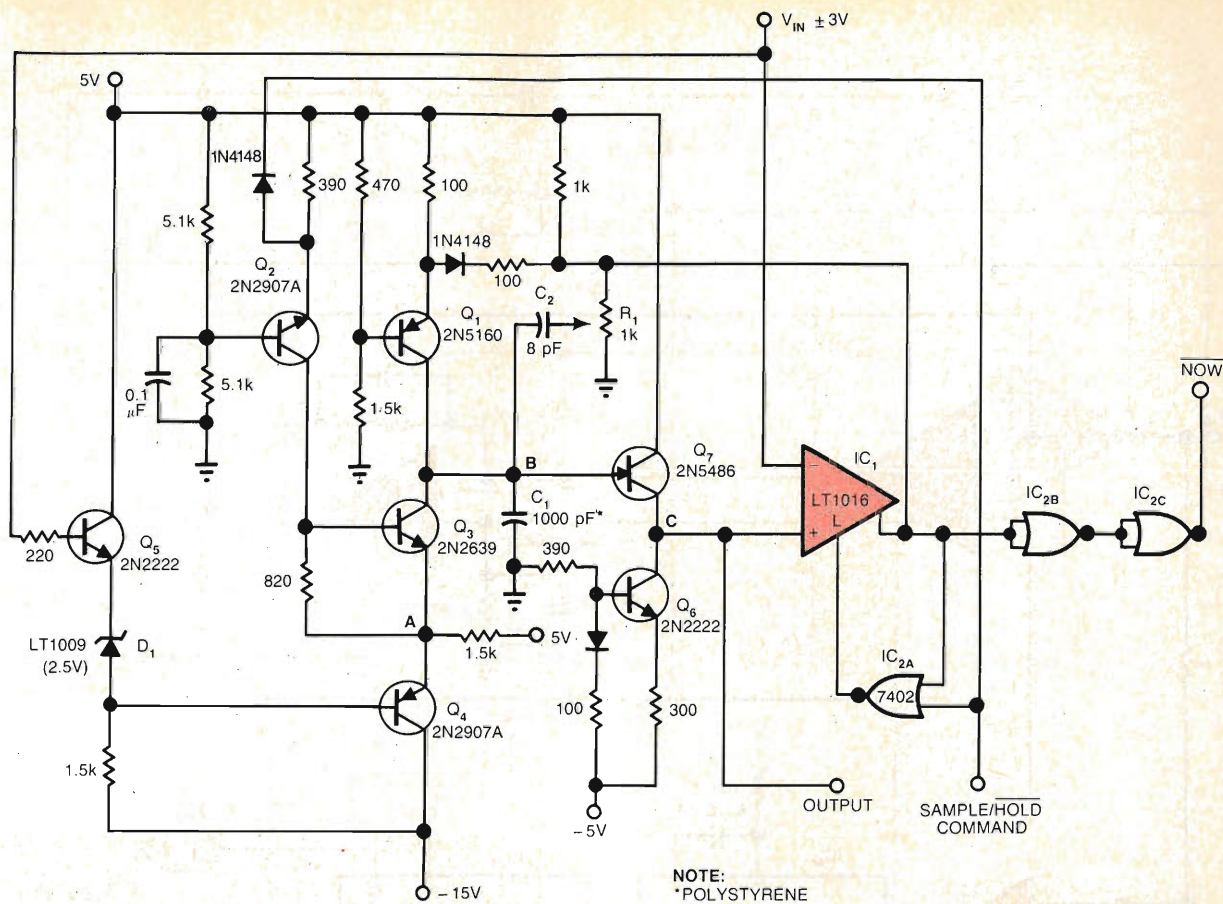 V_IN ± 3V
5V
1N4148
390
470
100
1k
5.1k
1N4148
100
Q2
2N2907A
Q1
2N5160
C2
8 pF
R1
1k
0.1
μF
5.1k
1.5k
NOW
B
Q7
2N5486
IC1
LT1016
L
−
+
IC2B
IC2C
C1
1000 pF*
C
220
Q5
2N2222
Q3
2N2639
390
820
Q6
2N2222
A
5V
1.5k
LT1009
(2.5V)
D1
IC2A
7402
Q4
2N2907A
100
300
1.5k
−5V
OUTPUT
SAMPLE/HOLD
COMMAND
−15V
NOTE:
*POLYSTYRENE